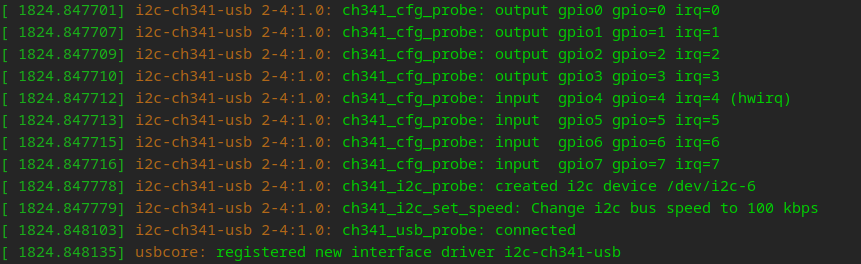 [ 1824.847701] i2c-ch341-usb 2-4:1.0: ch341_cfg_probe: output gpio0 gpio=0 irq=0
[ 1824.847707] i2c-ch341-usb 2-4:1.0: ch341_cfg_probe: output gpio1 gpio=1 irq=1
[ 1824.847709] i2c-ch341-usb 2-4:1.0: ch341_cfg_probe: output gpio2 gpio=2 irq=2
[ 1824.847710] i2c-ch341-usb 2-4:1.0: ch341_cfg_probe: output gpio3 gpio=3 irq=3
[ 1824.847712] i2c-ch341-usb 2-4:1.0: ch341_cfg_probe: input  gpio4 gpio=4 irq=4 (hwirq)
[ 1824.847713] i2c-ch341-usb 2-4:1.0: ch341_cfg_probe: input  gpio5 gpio=5 irq=5
[ 1824.847715] i2c-ch341-usb 2-4:1.0: ch341_cfg_probe: input  gpio6 gpio=6 irq=6
[ 1824.847716] i2c-ch341-usb 2-4:1.0: ch341_cfg_probe: input  gpio7 gpio=7 irq=7
[ 1824.847778] i2c-ch341-usb 2-4:1.0: ch341_i2c_probe: created i2c device /dev/i2c-6
[ 1824.847779] i2c-ch341-usb 2-4:1.0: ch341_i2c_set_speed: Change i2c bus speed to 100 kbps
[ 1824.848103] i2c-ch341-usb 2-4:1.0: ch341_usb_probe: connected
[ 1824.848135] usbcore: registered new interface driver i2c-ch341-usb